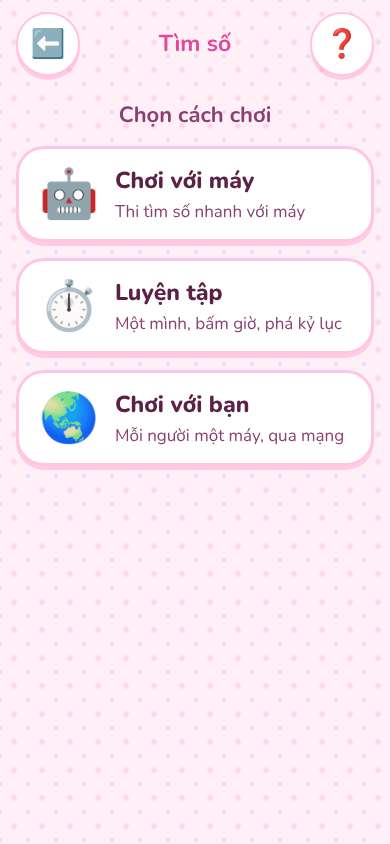 Tìm số
Chọn cách chơi
Chơi với máy
Thi tìm số nhanh với máy
Luyện tập
Một mình, bấm giờ, phá kỷ lục
Chơi với bạn
Mỗi người một máy, qua mạng